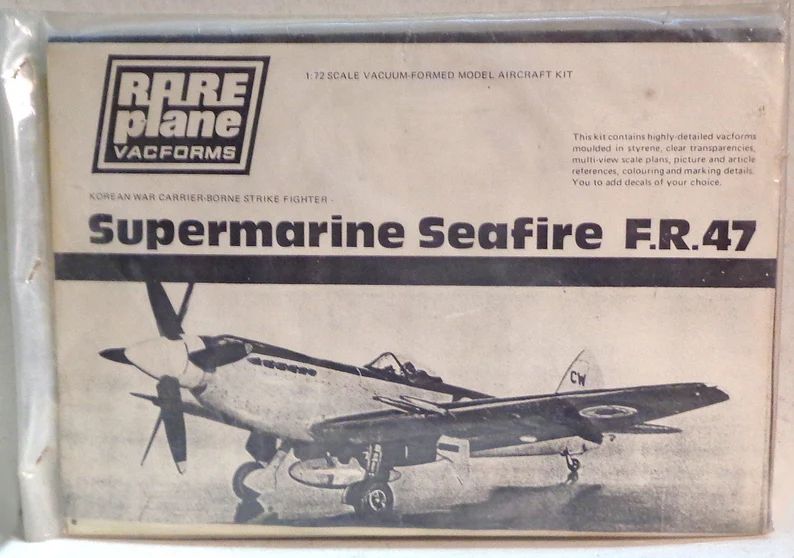 RARE
plane
VACFORMS
1:72 SCALE VACUUM-FORMED MODEL AIRCRAFT KIT
This kit contains highly-detailed vacforms
moulded in styrene, clear transparencies,
multi-view scale plans, picture and article
references, colouring and marking details.
You to add decals of your choice.
KOREAN WAR CARRIER-BORNE STRIKE FIGHTER -
Supermarine Seafire F.R.47
CW